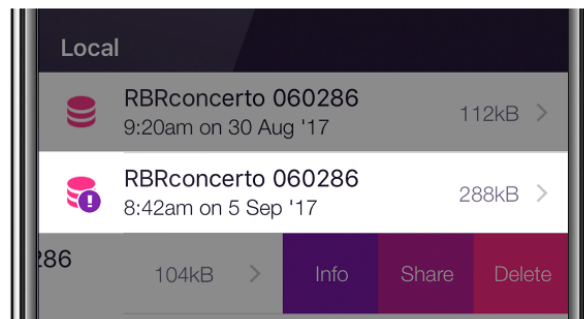 Local
RBRconcerto 060286
9:20am on 30 Aug '17
112kB
RBRconcerto 060286
8:42am on 5 Sep '17
288kB
286
104kB
Info
Share
Delete